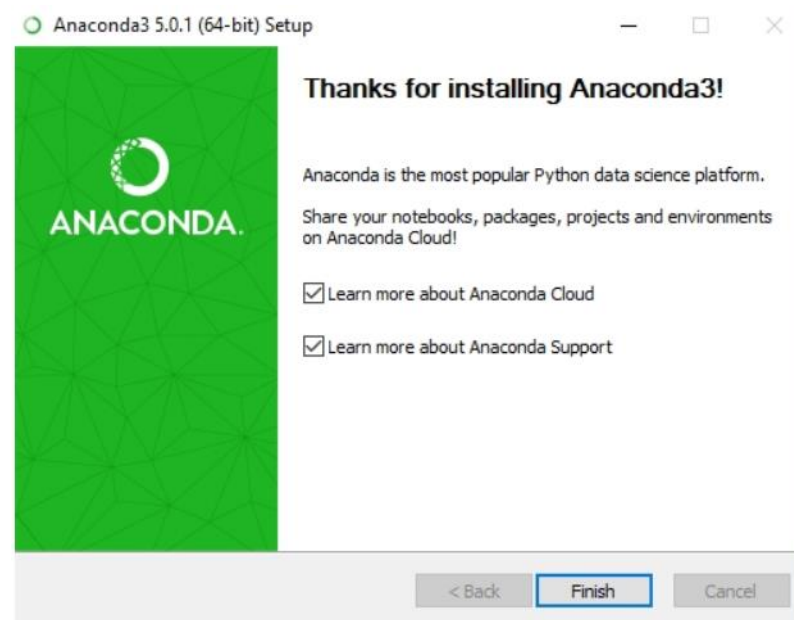 Anaconda3 5.0.1 (64-bit) Setup
Thanks for installing Anaconda3!
ANACONDA.
Anaconda is the most popular Python data science platform.
Share your notebooks, packages, projects and environments
on Anaconda Cloud!
Learn more about Anaconda Cloud
Learn more about Anaconda Support
< Back
Finish
Cancel